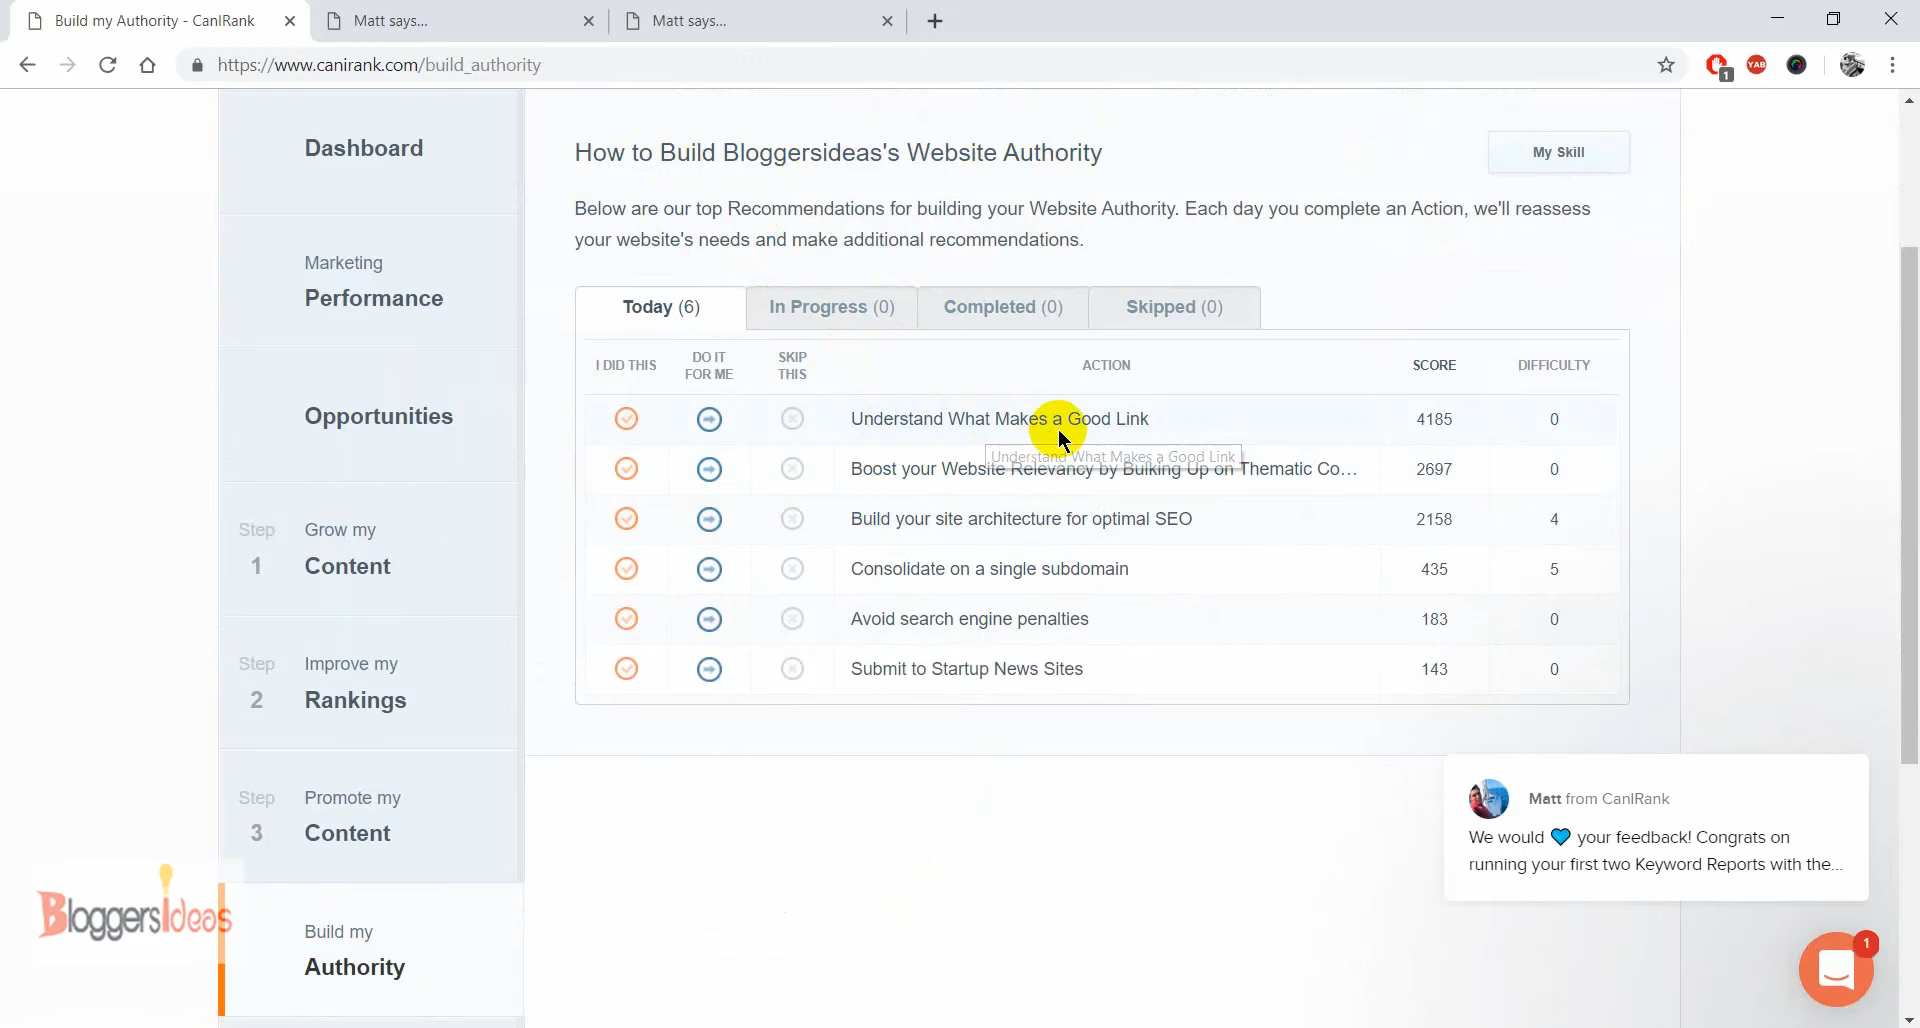 Build my Authority - CanIRank
Matt says...
Matt says...
https://www.canirank.com/build_authority
1
YAB
Dashboard
Marketing
Performance
Opportunities
Step 1
Grow my
Content
Step 2
Improve my
Rankings
Step 3
Promote my
Content
Build my
Authority
BloggersIdeas
How to Build Bloggersideas's Website Authority
My Skill
Below are our top Recommendations for building your Website Authority. Each day you complete an Action, we'll reassess
your website's needs and make additional recommendations.
Today (6) In Progress (0) Completed (0) Skipped (0)
I DID THIS DO IT FOR ME SKIP THIS ACTION SCORE DIFFICULTY
Understand What Makes a Good Link 4185 0
Understand What Makes a Good Link
Boost your Website Relevancy by Bulking Up on Thematic Co... 2697 0
Build your site architecture for optimal SEO 2158 4
Consolidate on a single subdomain 435 5
Avoid search engine penalties 183 0
Submit to Startup News Sites 143 0
Matt from CanIRank
We would 💙 your feedback! Congrats on
running your first two Keyword Reports with the...
1